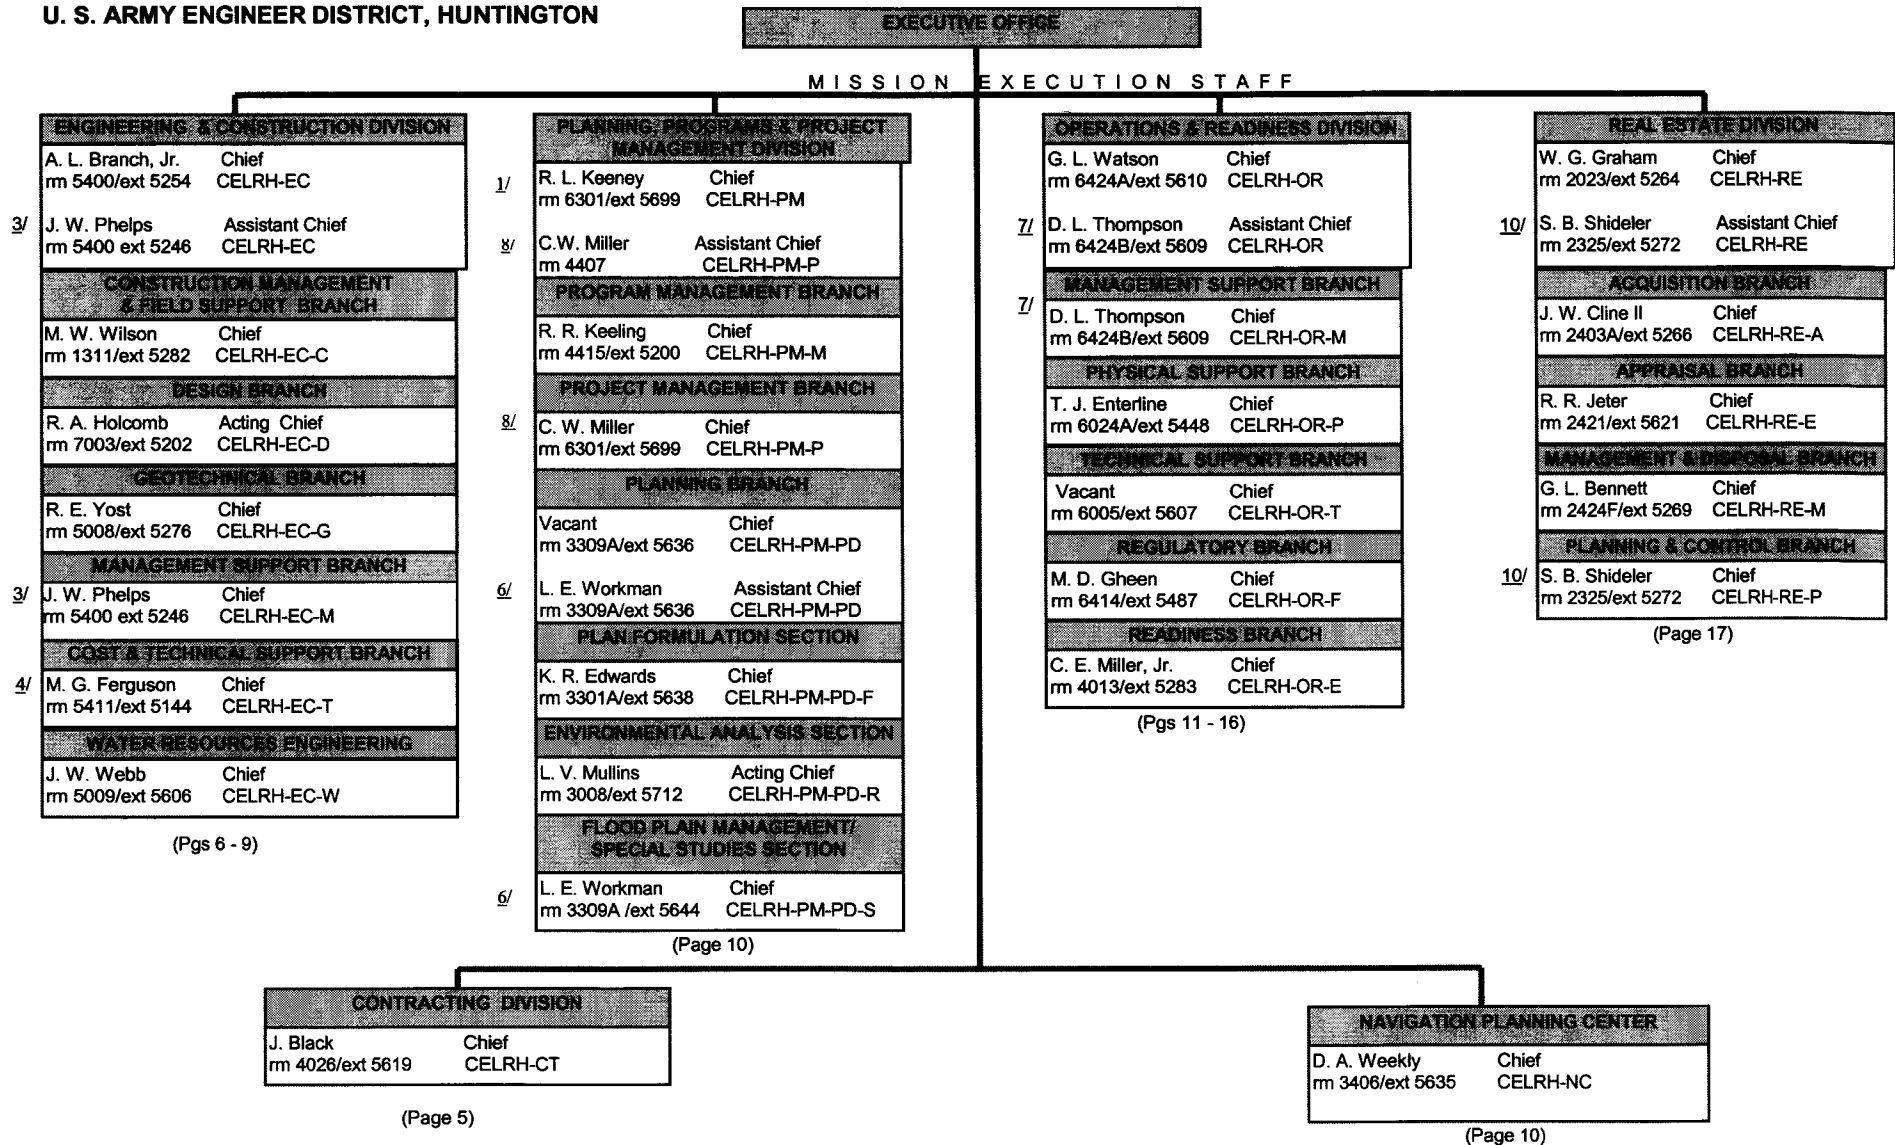 U. S. ARMY ENGINEER DISTRICT, HUNTINGTON
EXECUTIVE OFFICE
MISSION EXECUTION STAFF
ENGINEERING & CONSTRUCTION DIVISION
A. L. Branch, Jr. Chief
rm 5400/ext 5254 CELRH-EC
3/ J. W. Phelps Assistant Chief
rm 5400 ext 5246 CELRH-EC
CONSTRUCTION MANAGEMENT
& FIELD SUPPORT BRANCH
M. W. Wilson Chief
rm 1311/ext 5282 CELRH-EC-C
DESIGN BRANCH
R. A. Holcomb Acting Chief
rm 7003/ext 5202 CELRH-EC-D
GEOTECHNICAL BRANCH
R. E. Yost Chief
rm 5008/ext 5276 CELRH-EC-G
MANAGEMENT SUPPORT BRANCH
3/ J. W. Phelps Chief
rm 5400 ext 5246 CELRH-EC-M
COST & TECHNICAL SUPPORT BRANCH
4/ M. G. Ferguson Chief
rm 5411/ext 5144 CELRH-EC-T
WATER RESOURCES ENGINEERING
J. W. Webb Chief
rm 5009/ext 5606 CELRH-EC-W
(Pgs 6 - 9)
PLANNING, PROGRAMS & PROJECT
MANAGEMENT DIVISION
1/ R. L. Keeney Chief
rm 6301/ext 5699 CELRH-PM
8/ C.W. Miller Assistant Chief
rm 4407 CELRH-PM-P
PROGRAM MANAGEMENT BRANCH
R. R. Keeling Chief
rm 4415/ext 5200 CELRH-PM-M
PROJECT MANAGEMENT BRANCH
8/ C. W. Miller Chief
rm 6301/ext 5699 CELRH-PM-P
PLANNING BRANCH
Vacant Chief
rm 3309A/ext 5636 CELRH-PM-PD
6/ L. E. Workman Assistant Chief
rm 3309A/ext 5636 CELRH-PM-PD
PLAN FORMULATION SECTION
K. R. Edwards Chief
rm 3301A/ext 5638 CELRH-PM-PD-F
ENVIRONMENTAL ANALYSIS SECTION
L. V. Mullins Acting Chief
rm 3008/ext 5712 CELRH-PM-PD-R
FLOOD PLAIN MANAGEMENT/
SPECIAL STUDIES SECTION
6/ L. E. Workman Chief
rm 3309A /ext 5644 CELRH-PM-PD-S
(Page 10)
OPERATIONS & READINESS DIVISION
G. L. Watson Chief
rm 6424A/ext 5610 CELRH-OR
7/ D. L. Thompson Assistant Chief
rm 6424B/ext 5609 CELRH-OR
MANAGEMENT SUPPORT BRANCH
7/ D. L. Thompson Chief
rm 6424B/ext 5609 CELRH-OR-M
PHYSICAL SUPPORT BRANCH
T. J. Enterline Chief
rm 6024A/ext 5448 CELRH-OR-P
TECHNICAL SUPPORT BRANCH
Vacant Chief
rm 6005/ext 5607 CELRH-OR-T
REGULATORY BRANCH
M. D. Gheen Chief
rm 6414/ext 5487 CELRH-OR-F
READINESS BRANCH
C. E. Miller, Jr. Chief
rm 4013/ext 5283 CELRH-OR-E
(Pgs 11 - 16)
REAL ESTATE DIVISION
W. G. Graham Chief
rm 2023/ext 5264 CELRH-RE
10/ S. B. Shideler Assistant Chief
rm 2325/ext 5272 CELRH-RE
ACQUISITION BRANCH
J. W. Cline II Chief
rm 2403A/ext 5266 CELRH-RE-A
APPRAISAL BRANCH
R. R. Jeter Chief
rm 2421/ext 5621 CELRH-RE-E
MANAGEMENT & DISPOSAL BRANCH
G. L. Bennett Chief
rm 2424F/ext 5269 CELRH-RE-M
PLANNING & CONTROL BRANCH
10/ S. B. Shideler Chief
rm 2325/ext 5272 CELRH-RE-P
(Page 17)
CONTRACTING DIVISION
J. Black Chief
rm 4026/ext 5619 CELRH-CT
(Page 5)
NAVIGATION PLANNING CENTER
D. A. Weekly Chief
rm 3406/ext 5635 CELRH-NC
(Page 10)